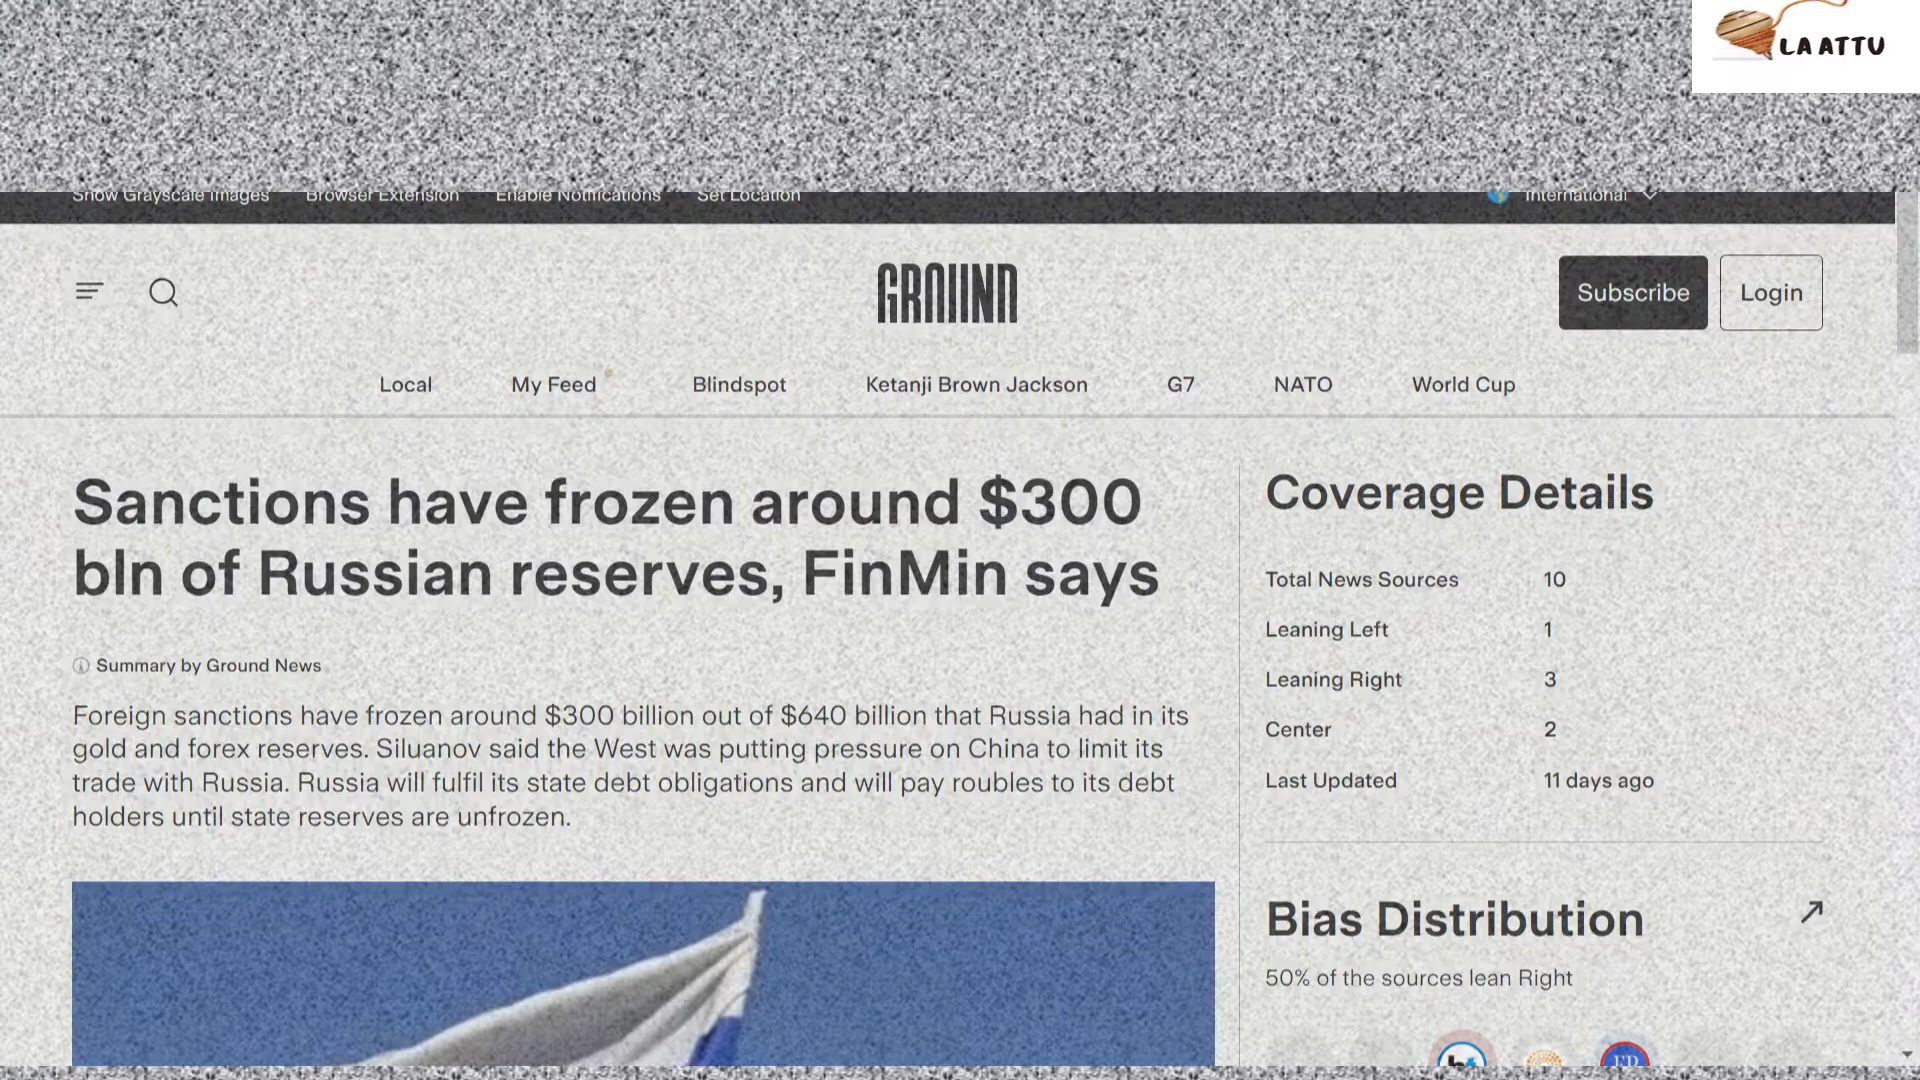 LA ATTU
Show Grayscale Images Browser Extension Enable Notifications Set Location International
GROUND
Subscribe Login
Local My Feed Blindspot Ketanji Brown Jackson G7 NATO World Cup
Sanctions have frozen around $300
bln of Russian reserves, FinMin says
Summary by Ground News
Foreign sanctions have frozen around $300 billion out of $640 billion that Russia had in its
gold and forex reserves. Siluanov said the West was putting pressure on China to limit its
trade with Russia. Russia will fulfil its state debt obligations and will pay roubles to its debt
holders until state reserves are unfrozen.
Coverage Details
Total News Sources 10
Leaning Left 1
Leaning Right 3
Center 2
Last Updated 11 days ago
Bias Distribution
50% of the sources lean Right